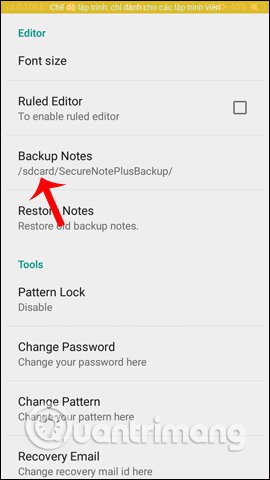 Chế độ lập trình: chỉ dành cho các lập trình viên
45%
Editor
Font size
Ruled Editor
To enable ruled editor
Backup Notes
/sdcard/SecureNotePlusBackup/
Restore Notes
Restore old backup notes.
Tools
Pattern Lock
Disable
Change Password
Change your password here
Change Pattern
Change your pattern here
Quantrimang
Recovery Email
Change recovery mail id here